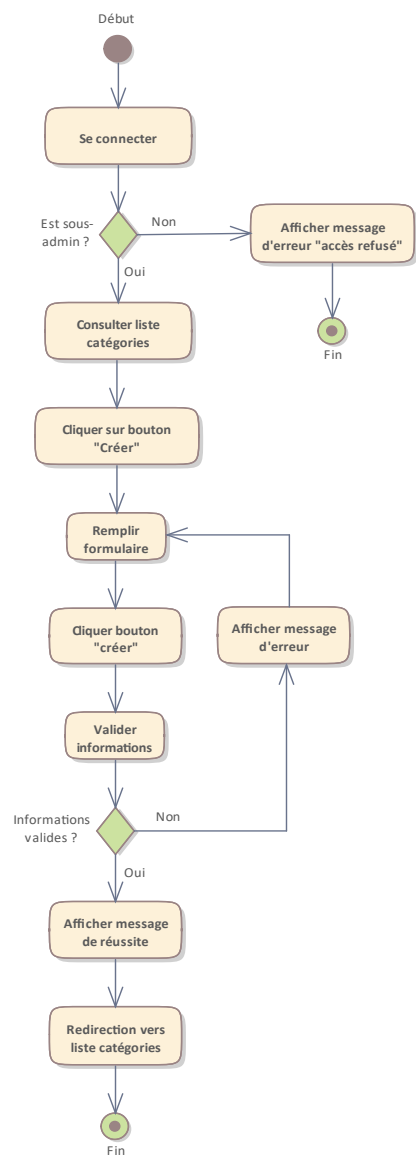 Début
Se connecter
Est sous-
admin ?
Non
Afficher message
d'erreur "accès refusé"
Oui
Fin
Consulter liste
catégories
Cliquer sur bouton
"Créer"
Remplir
formulaire
Cliquer bouton
"créer"
Afficher message
d'erreur
Valider
informations
Informations
valides ?
Non
Oui
Afficher message
de réussite
Redirection vers
liste catégories
Fin